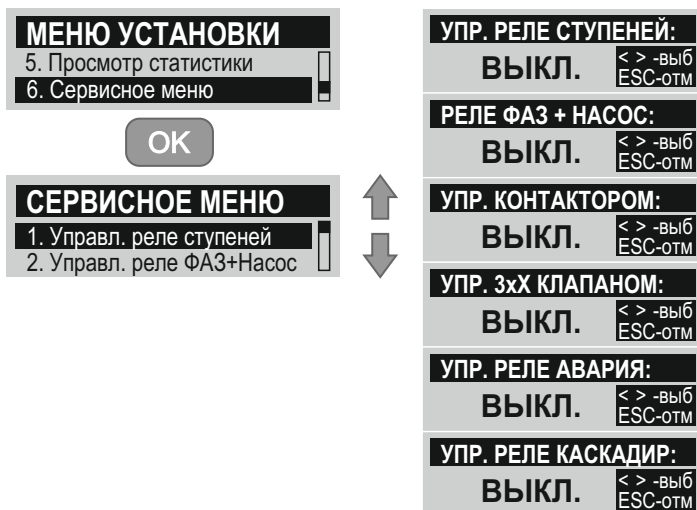 МЕНЮ УСТАНОВКИ
5. Просмотр статистики
6. Сервисное меню
OK
СЕРВИСНОЕ МЕНЮ
1. Управл. реле ступеней
2. Управл. реле ФАЗ+Насос
УПР. РЕЛЕ СТУПЕНЕЙ:
ВЫКЛ.
< > -выб
ESC-отм
РЕЛЕ ФАЗ + НАСОС:
ВЫКЛ.
< > -выб
ESC-отм
УПР. КОНТАКТОРОМ:
ВЫКЛ.
< > -выб
ESC-отм
УПР. 3xХ КЛАПАНОМ:
ВЫКЛ.
< > -выб
ESC-отм
УПР. РЕЛЕ АВАРИЯ:
ВЫКЛ.
< > -выб
ESC-отм
УПР. РЕЛЕ КАСКАДИР:
ВЫКЛ.
< > -выб
ESC-отм